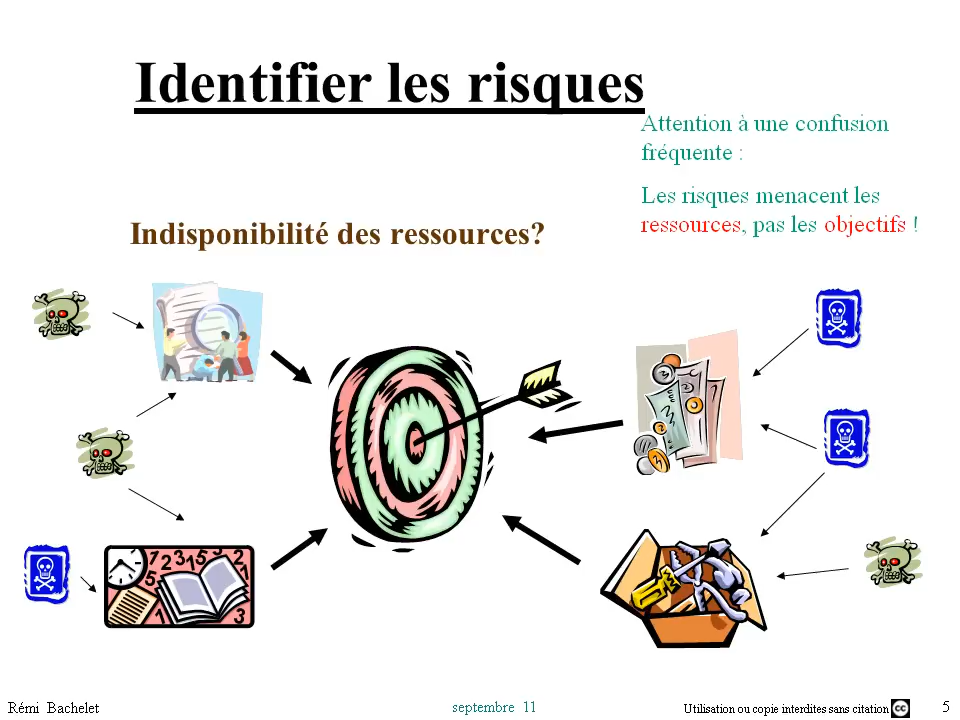 Identifier les risques
Attention à une confusion
fréquente :
Les risques menacent les
ressources, pas les objectifs !
Indisponibilité des ressources?
Rémi Bachelet
septembre 11
Utilisation ou copie interdites sans citation
cc
5